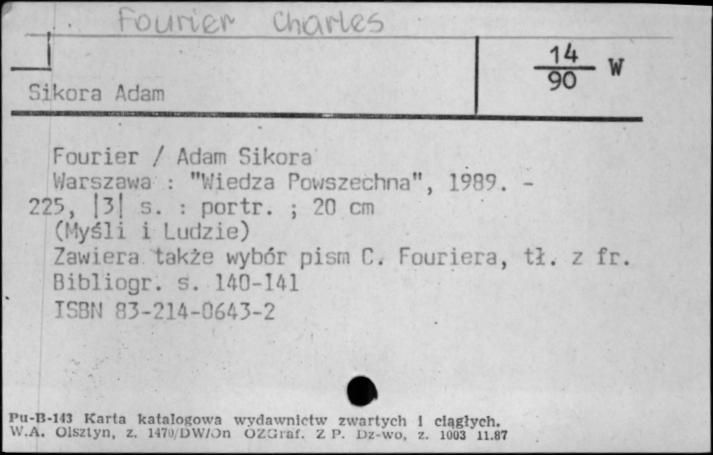 Fourier Charles
14
90 W
Sikora Adam
Fourier / Adam Sikora
Warszawa : "Wiedza Powszechna", 1989. -
225, |3| s. : portr. ; 20 cm
(Myśli i Ludzie)
Zawiera także wybór pism C. Fouriera, tł. z fr.
Bibliogr. s. 140-141
ISBN 83-214-0643-2
Pu-B-143 Karta katalogowa wydawnictw zwartych i ciągłych.
W.A. Olsztyn, z. 1470/DW/On OZGraf. Z P. Dz-wo, z. 1003 11.87